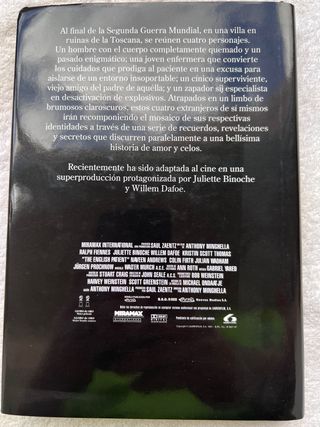 Al final de la Segunda Guerra Mundial, en una villa en
ruinas de la Toscana, se reúnen cuatro personajes.
Un hombre con el cuerpo completamente quemado y un
pasado enigmático; una joven enfermera que convierte
los cuidados que prodiga al paciente en una excusa para
aislarse de un entorno insoportable; un cínico superviviente,
viejo amigo del padre de aquélla; y un zapador sij especialista
en desactivación de explosivos. Atrapados en un limbo de
brumosos claroscuros, estos cuatro extranjeros de sí mismos
irán recomponiendo el mosaico de sus respectivas
identidades a través de una serie de recuerdos, revelaciones
y secretos que discurren paralelamente a una bellísima
historia de amor y celos.
Recientemente ha sido adaptada al cine en una
superproducción protagonizada por Juliette Binoche
y Willem Dafoe.
MIRAMAX INTERNATIONAL SAUL ZAENTZ ANTHONY MINGHELLA
RALPH FIENNES JULIETTE BINOCHE WILLEM DAFOE KRISTIN SCOTT THOMAS
"THE ENGLISH PATIENT" NAVEEN ANDREWS COLIN FIRTH JULIAN WADHAM
JÜRGEN PROCHNOW WALTER MURCH A.C.E. ANN ROTH GABRIEL YARED
STUART CRAIG JOHN SEALE A.C.S. BOB WEINSTEIN
HARVEY WEINSTEIN SCOTT GREENSTEIN MICHAEL ONDAATJE
ANTHONY MINGHELLA SAUL ZAENTZ ANTHONY MINGHELLA
MIRAMAX
DOLBY